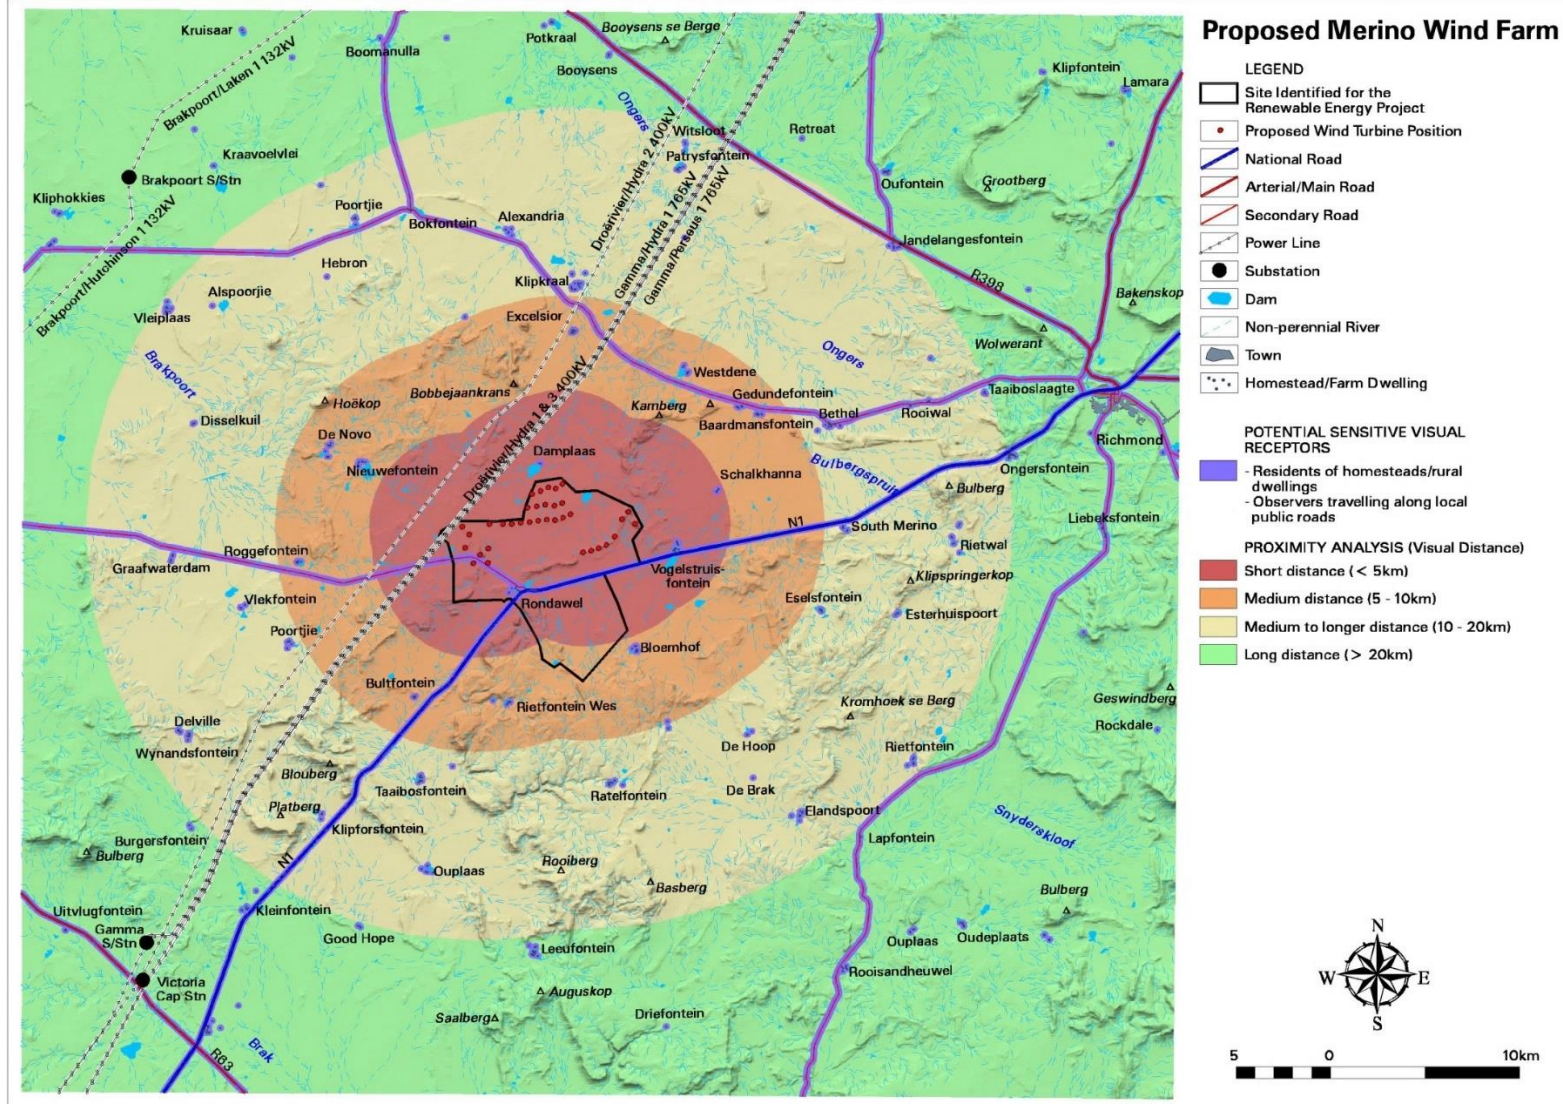 Proposed Merino Wind Farm
LEGEND
Site Identified for the
Renewable Energy Project
Proposed Wind Turbine Position
National Road
Arterial/Main Road
Secondary Road
Power Line
Substation
Dam
Non-perennial River
Town
Homestead/Farm Dwelling
POTENTIAL SENSITIVE VISUAL
RECEPTORS
- Residents of homesteads/rural
dwellings
- Observers travelling along local
public roads
PROXIMITY ANALYSIS (Visual Distance)
Short distance (< 5km)
Medium distance (5 - 10km)
Medium to longer distance (10 - 20km)
Long distance (> 20km)
N
W
E
S
5
0
10km
Kruisaar
Boomanulla
Potkraal
Booysens se Berge
Booysens
Klipfontein
Lamara
Brakpoort/Laken 1 132kV
Ongers
Witsloot
Retreat
Patrysfontein
Kraavoelvlei
Brakpoort S/Stn
Oufontein
Grootberg
Kliphokkies
Poortjie
Bokfontein
Alexandria
Droërivier/Hydra 2 400kV
Gamma/Hydra 1 765kV
Gamma/Perseus 1 765kV
Jandelangesfontein
Brakpoort/Hutchinson 1 132kV
Hebron
Klipkraal
R398
Bakenskop
Alspoorjie
Vleiplaas
Excelsior
Wolwerant
Brakpoort
Ongers
Westdene
Bobbejaankrans
Gedundefontein
Taaiboslaagte
Hoëkop
Kamberg
Bethel
Rooiwal
Disselkuil
Baardmansfontein
De Novo
Richmond
Droërivier/Hydra 1 & 3 400kV
Damplaas
Nieuwefontein
Schalkhanna
Bulbergspruit
Ongersfontein
Bulberg
N1
South Merino
Liebeksfontein
Roggefontein
Rietwal
Graafwaterdam
Vogelstruis-
fontein
Klipspringerkop
Vlekfontein
Rondawel
Eselsfontein
Esterhuispoort
Poortjie
Bloemhof
Bultfontein
Kromhoek se Berg
Geswindberg
Rietfontein Wes
Delville
Rockdale
Wynandsfontein
De Hoop
Rietfontein
Blouberg
Taaibosfontein
Ratelfontein
De Brak
Platberg
Elandspoort
Snyderskloof
Klipforsfontein
Burgersfontein
Lapfontein
Bulberg
N1
Ouplaas
Rooiberg
Basberg
Bulberg
Uitvlugfontein
Kleinfontein
Gamma
S/Stn
Good Hope
Leeufontein
Ouplaas
Oudeplaats
Victoria
Cap Stn
Rooisandheuwel
Auguskop
Saalberg
Driefontein
R63
Brak